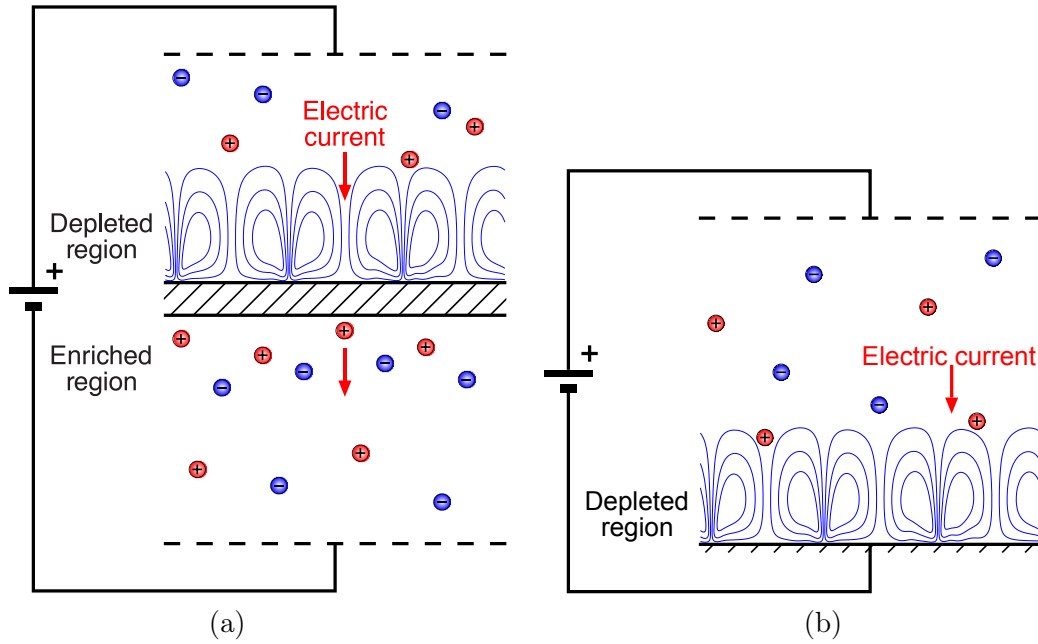 Electric
current
Depleted
region
+
Enriched
region
(a)
+
Electric current
Depleted
region
(b)